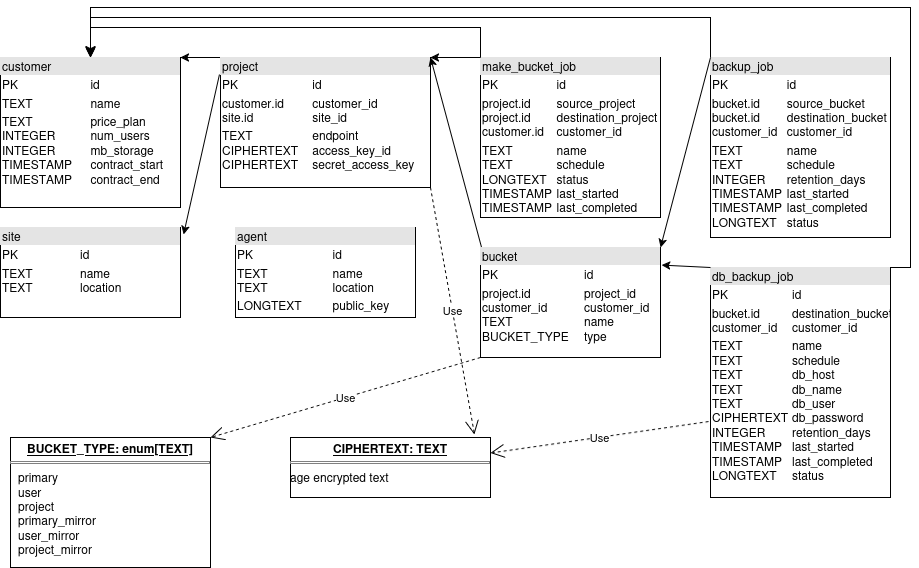 customer
PK id
TEXT name
TEXT price_plan
INTEGER num_users
INTEGER mb_storage
TIMESTAMP contract_start
TIMESTAMP contract_end
project
PK id
customer.id customer_id
site.id site_id
TEXT endpoint
CIPHERTEXT access_key_id
CIPHERTEXT secret_access_key
make_bucket_job
PK id
project.id source_project
project.id destination_project
customer.id customer_id
TEXT name
TEXT schedule
LONGTEXT status
TIMESTAMP last_started
TIMESTAMP last_completed
backup_job
PK id
bucket.id source_bucket
bucket.id destination_bucket
customer_id customer_id
TEXT name
TEXT schedule
INTEGER retention_days
TIMESTAMP last_started
TIMESTAMP last_completed
LONGTEXT status
site
PK id
TEXT name
TEXT location
agent
PK id
TEXT name
TEXT location
LONGTEXT public_key
bucket
PK id
project.id project_id
customer_id customer_id
TEXT name
BUCKET_TYPE type
db_backup_job
PK id
bucket.id destination_bucket
customer_id customer_id
TEXT name
TEXT schedule
TEXT db_host
TEXT db_name
TEXT db_user
CIPHERTEXT db_password
INTEGER retention_days
TIMESTAMP last_started
TIMESTAMP last_completed
LONGTEXT status
Use
Use
Use
BUCKET_TYPE: enum[TEXT]
primary
user
project
primary_mirror
user_mirror
project_mirror
CIPHERTEXT: TEXT
age encrypted text